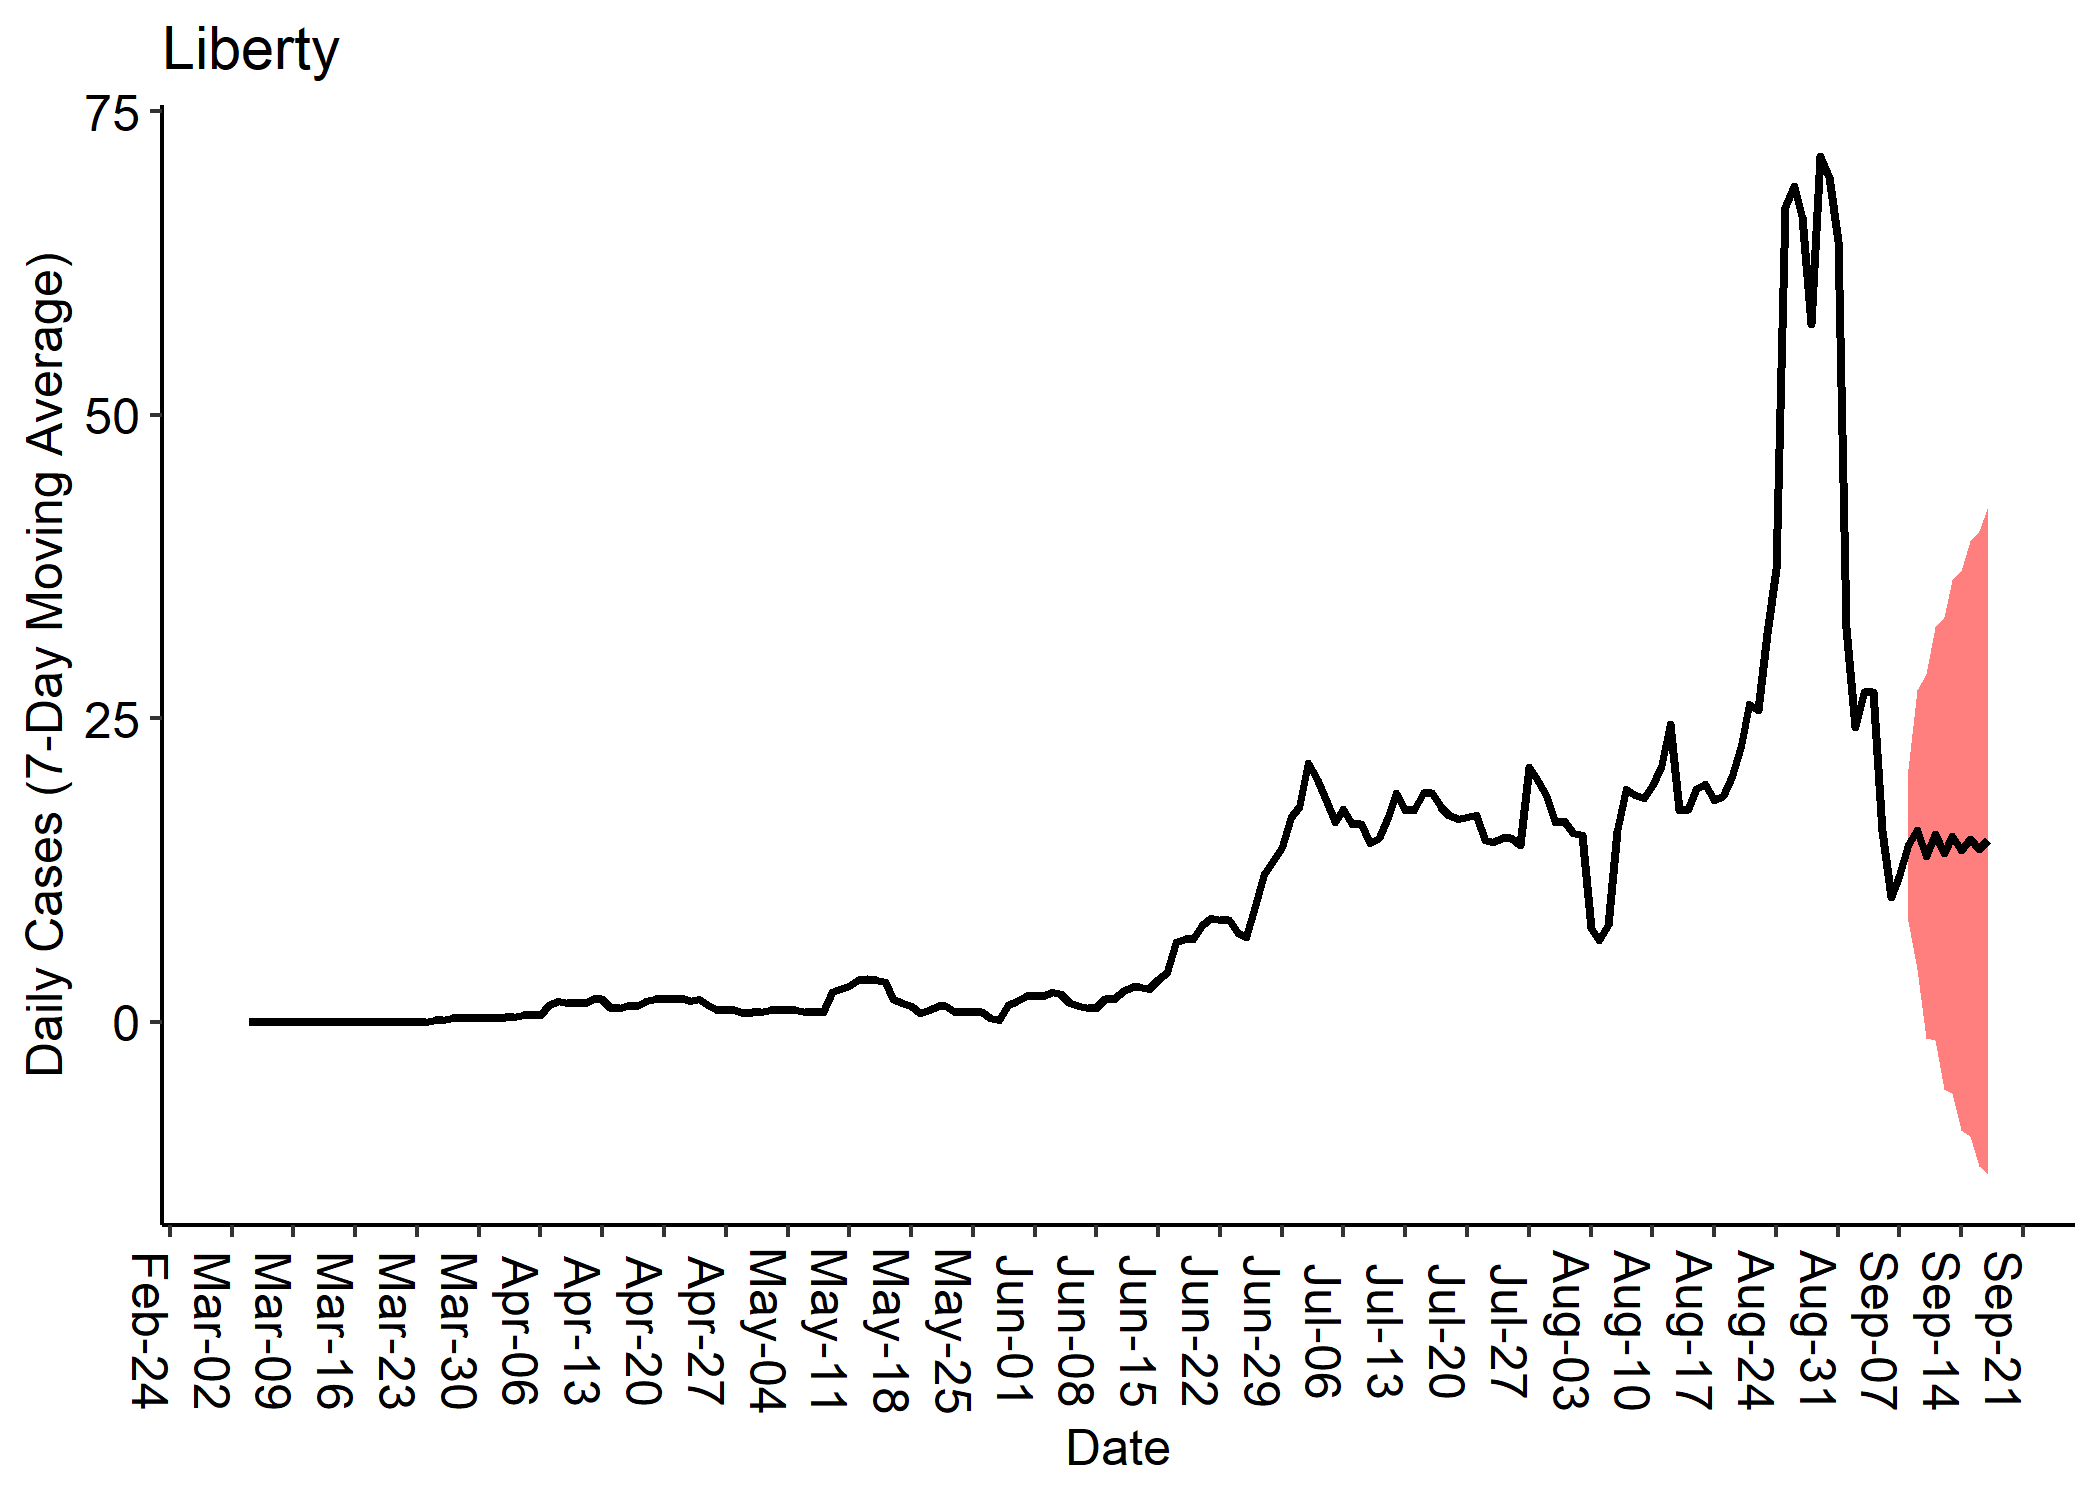 Liberty
Daily Cases (7-Day Moving Average)
75
50
25
0
Feb-24
Mar-02
Mar-09
Mar-16
Mar-23
Mar-30
Apr-06
Apr-13
Apr-20
Apr-27
May-04
May-11
May-18
May-25
Jun-01
Jun-08
Jun-15
Jun-22
Jun-29
Jul-06
Jul-13
Jul-20
Jul-27
Aug-03
Aug-10
Aug-17
Aug-24
Aug-31
Sep-07
Sep-14
Sep-21
Date